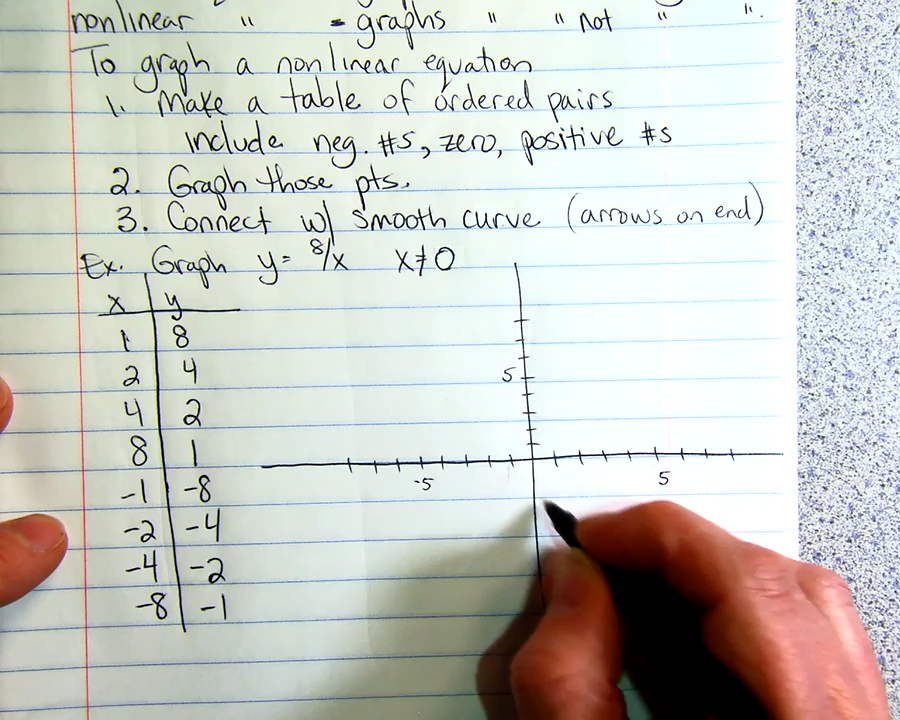 nonlinear " = graphs " " not " ".
To graph a nonlinear equation
1. Make a table of ordered pairs
include neg. #s, zero, positive #s
2. Graph those pts.
3. Connect w/ smooth curve (arrows on end)
Ex. Graph y= 8/x x≠0
x y
1 8
2 4
4 2
8 1
-1 -8
-2 -4
-4 -2
-8 -1
5
-5 5